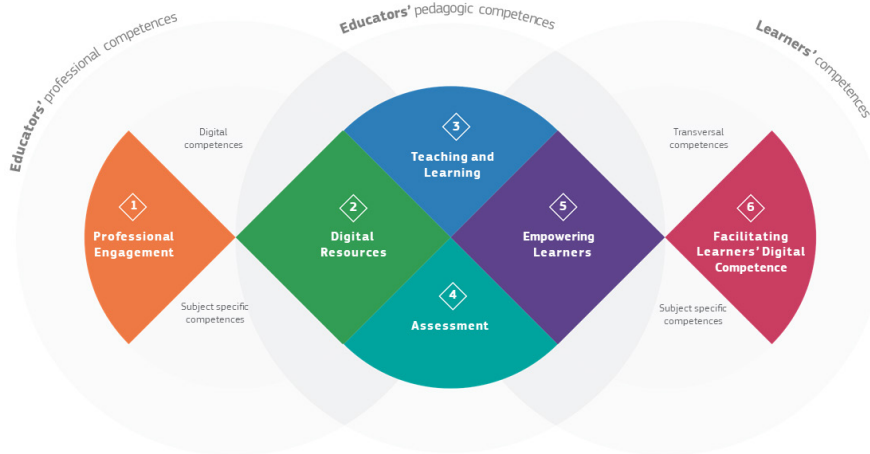 Educators' professional competences
Educators' pedagogic competences
Learners' competences
Digital
competences
Transversal
competences
1
Professional
Engagement
2
Digital
Resources
3
Teaching and
Learning
4
Assessment
5
Empowering
Learners
6
Facilitating
Learners' Digital
Competence
Subject specific
competences
Subject specific
competences